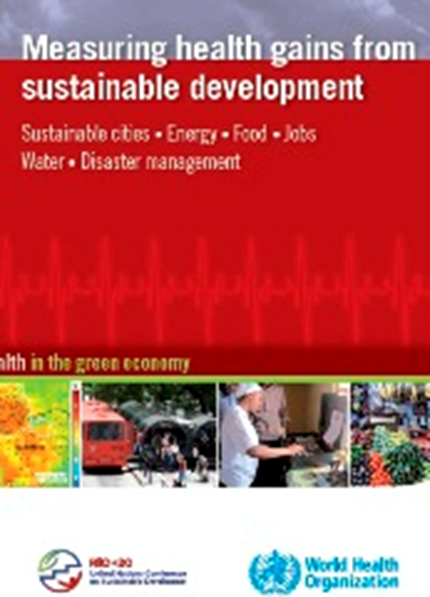 Measuring health gains from
sustainable development
Sustainable cities • Energy • Food • Jobs
Water • Disaster management
alth in the green economy
RIO+20
United Nations Conference
on Sustainable Development
World Health
Organization